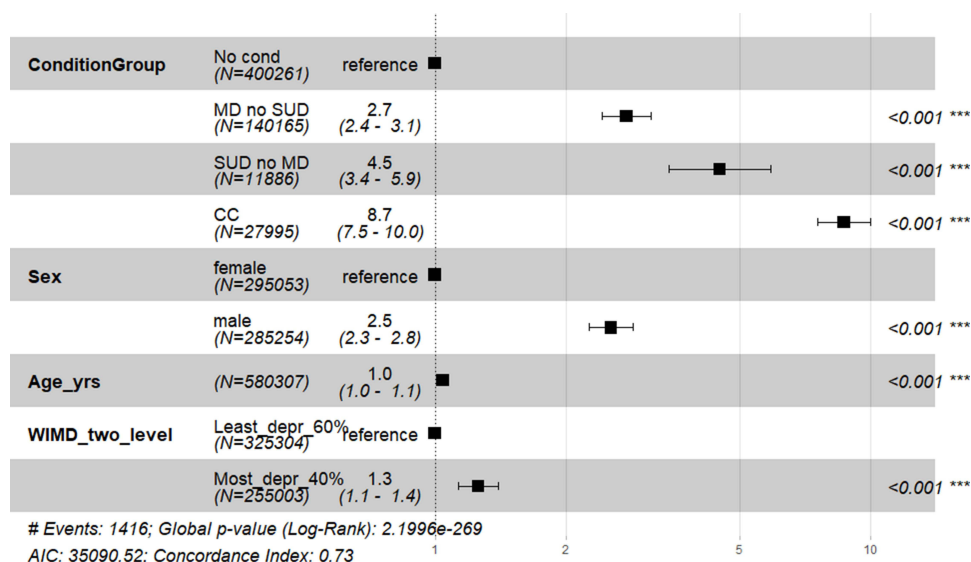 ConditionGroup No cond (N=400261) reference
MD no SUD (N=140165) 2.7 (2.4 - 3.1) <0.001 ***
SUD no MD (N=11886) 4.5 (3.4 - 5.9) <0.001 ***
CC (N=27995) 8.7 (7.5 - 10.0) <0.001 ***
Sex female (N=295053) reference
male (N=285254) 2.5 (2.3 - 2.8) <0.001 ***
Age_yrs (N=580307) 1.0 (1.0 - 1.1) <0.001 ***
WIMD_two_level Least_depr_60% (N=325304) reference
Most_depr_40% (N=255003) 1.3 (1.1 - 1.4) <0.001 ***
# Events: 1416; Global p-value (Log-Rank): 2.1996e-269
AIC: 35090.52; Concordance Index: 0.73
1 2 5 10